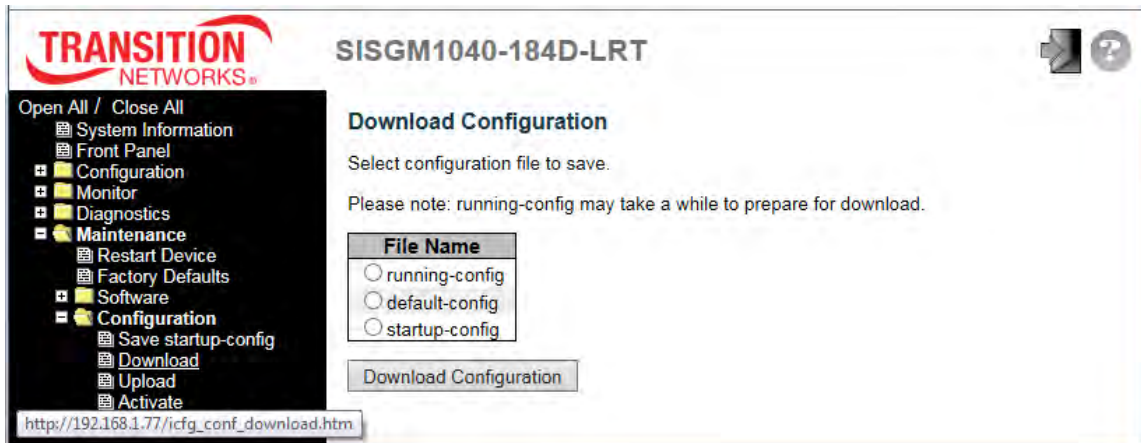 TRANSITION
NETWORKS®
SISGM1040-184D-LRT
Open All / Close All
System Information
Front Panel
Configuration
Monitor
Diagnostics
Maintenance
Restart Device
Factory Defaults
Software
Configuration
Save startup-config
Download
Upload
Activate
http://192.168.1.77/icfg_conf_download.htm
Download Configuration
Select configuration file to save.
Please note: running-config may take a while to prepare for download.
File Name
running-config
default-config
startup-config
Download Configuration